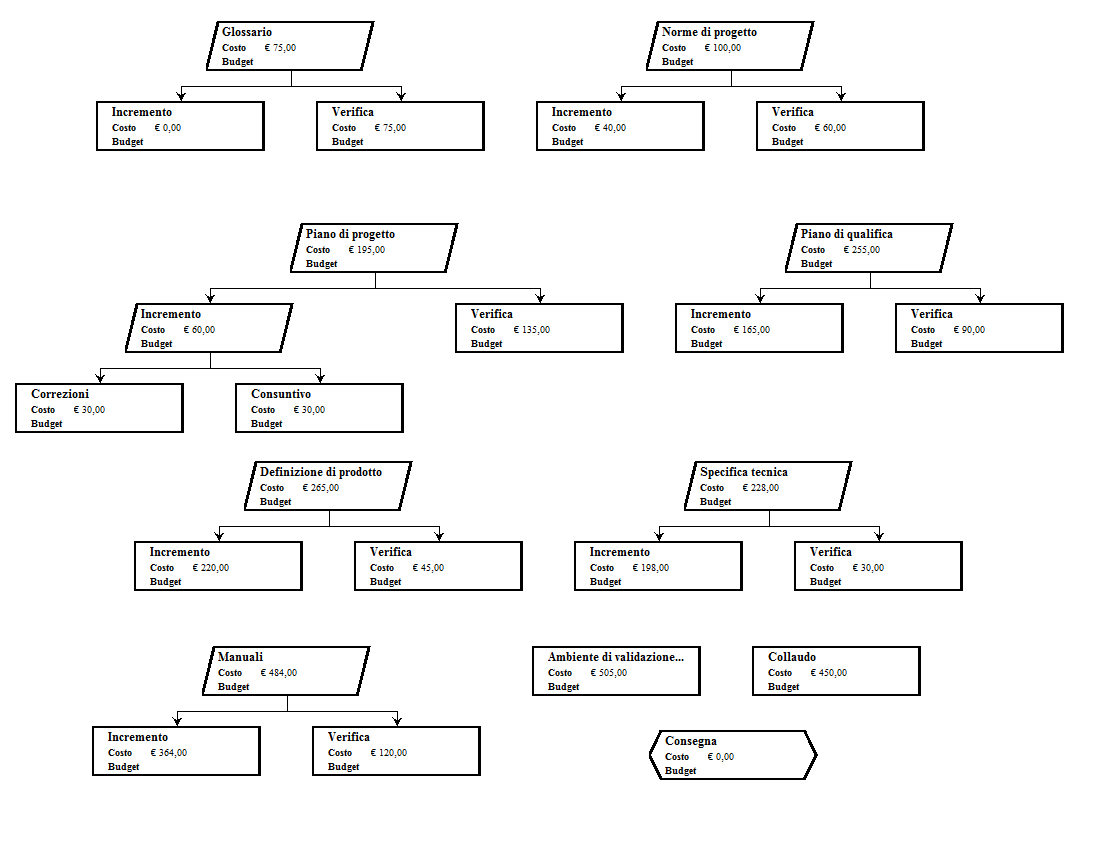 Glossario
Costo € 75,00
Budget
Norme di progetto
Costo € 100,00
Budget
Incremento
Costo € 0,00
Budget
Verifica
Costo € 75,00
Budget
Incremento
Costo € 40,00
Budget
Verifica
Costo € 60,00
Budget
Piano di progetto
Costo € 195,00
Budget
Piano di qualifica
Costo € 255,00
Budget
Incremento
Costo € 60,00
Budget
Verifica
Costo € 135,00
Budget
Incremento
Costo € 165,00
Budget
Verifica
Costo € 90,00
Budget
Correzioni
Costo € 30,00
Budget
Consuntivo
Costo € 30,00
Budget
Definizione di prodotto
Costo € 265,00
Budget
Specifica tecnica
Costo € 228,00
Budget
Incremento
Costo € 220,00
Budget
Verifica
Costo € 45,00
Budget
Incremento
Costo € 198,00
Budget
Verifica
Costo € 30,00
Budget
Manuali
Costo € 484,00
Budget
Ambiente di validazione...
Costo € 505,00
Budget
Collaudo
Costo € 450,00
Budget
Incremento
Costo € 364,00
Budget
Verifica
Costo € 120,00
Budget
Consegna
Costo € 0,00
Budget